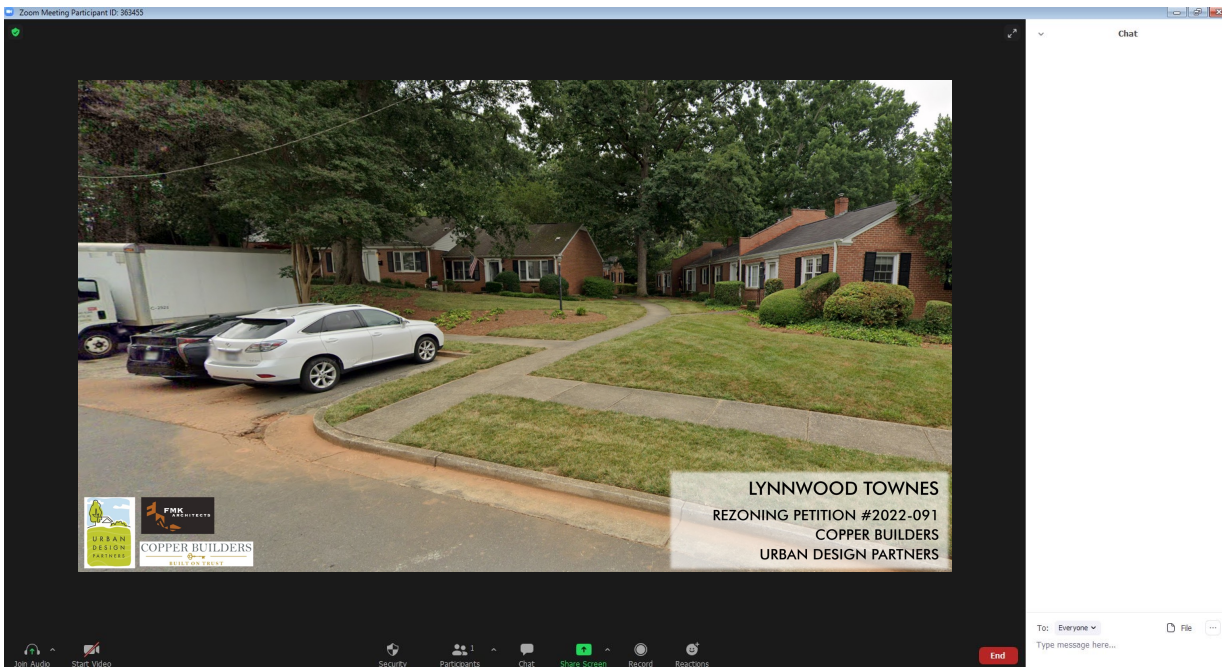 Zoom Meeting Participant ID: 363455
Chat
URBAN
DESIGN
PARTNERS
FMK
ARCHITECTS
COPPER BUILDERS
BUILT ON TRUST
LYNNWOOD TOWNES
REZONING PETITION #2022-091
COPPER BUILDERS
URBAN DESIGN PARTNERS
To: Everyone
File
Type message here...
Join Audio
Start Video
Security
1
Participants
Chat
Share Screen
Record
Reactions
End